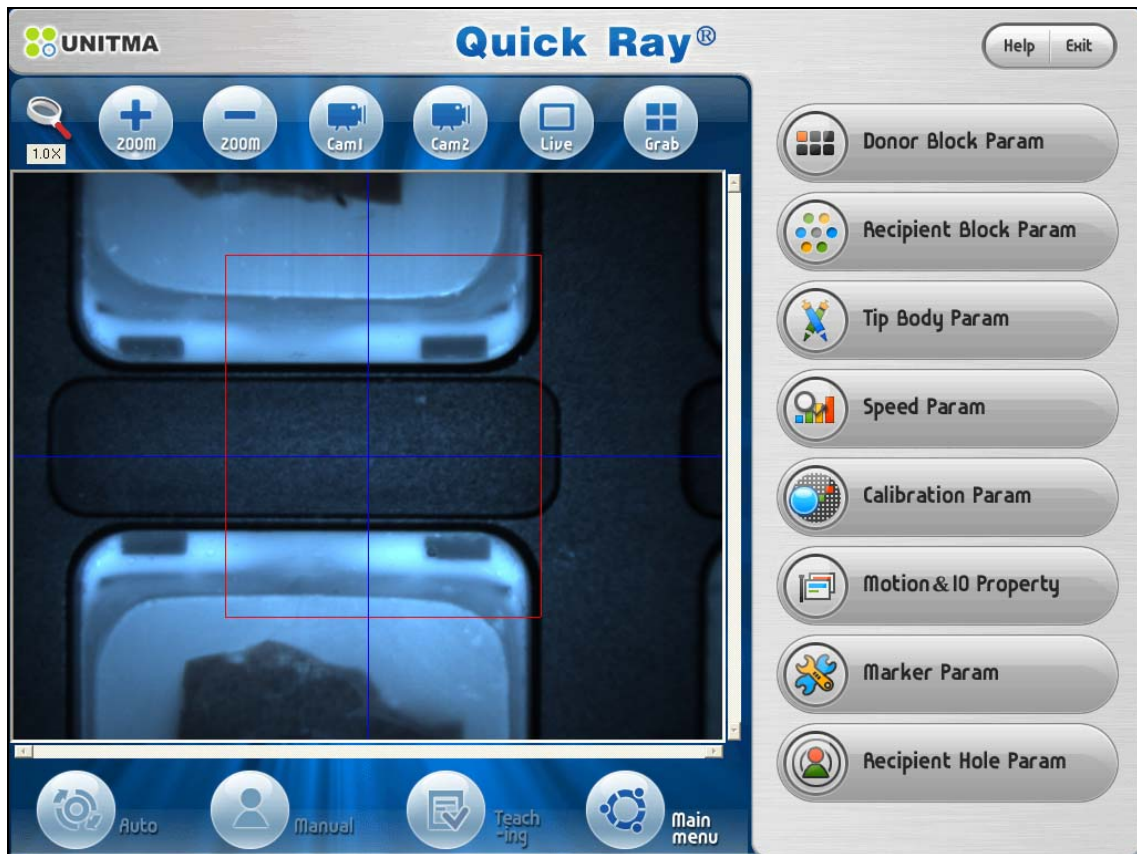 UNITMA
Quick Ray®
Help Exit
ZOOM
ZOOM
Cam1
Cam2
Live
Grab
1.0X
Donor Block Param
Recipient Block Param
Tip Body Param
Speed Param
Calibration Param
Motion&IO Property
Marker Param
Recipient Hole Param
Auto
Manual
Teach
-ing
Main
menu